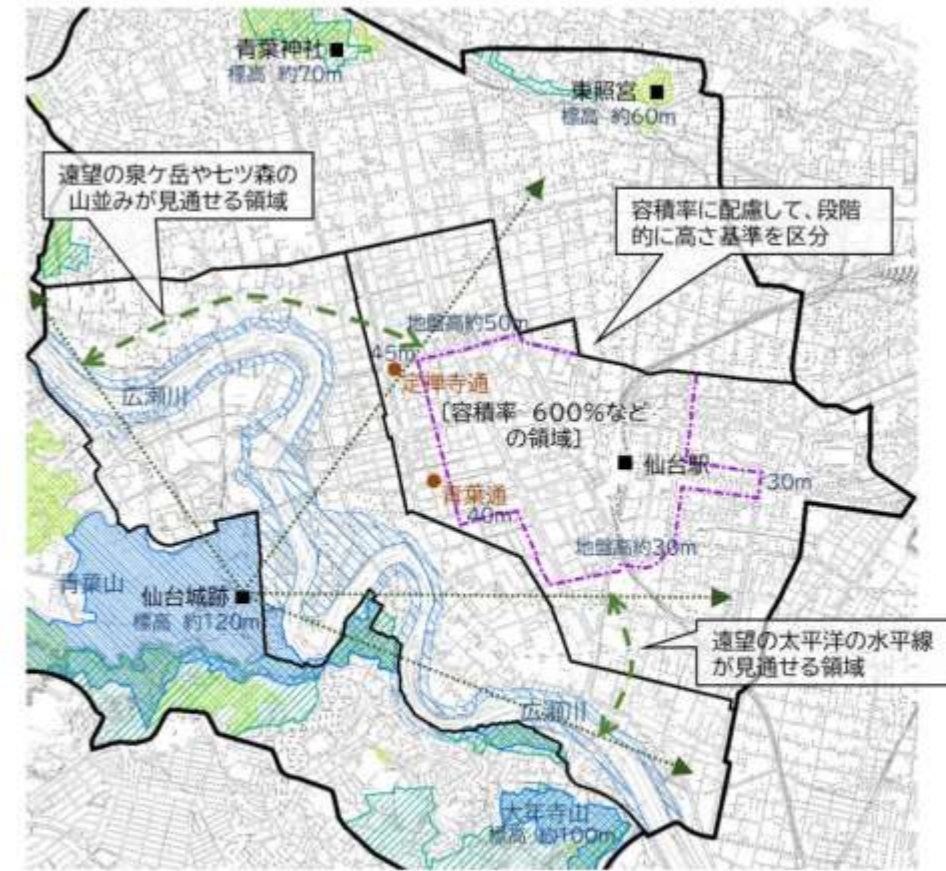 青葉神社
標高 約70m
東照宮
標高 約60m
遠望の泉ケ岳や七ツ森の
山並みが見通せる領域
容積率に配慮して、段階
的に高さ基準を区分
地盤高約50m
45m
定禅寺通
広瀬川
[容積率 600%など
の領域]
仙台駅
青葉通
40m
30m
地盤高約30m
青葉山
仙台城跡
標高 約120m
遠望の太平洋の水平線
が見通せる領域
広瀬川
大年寺山
標高 約100m